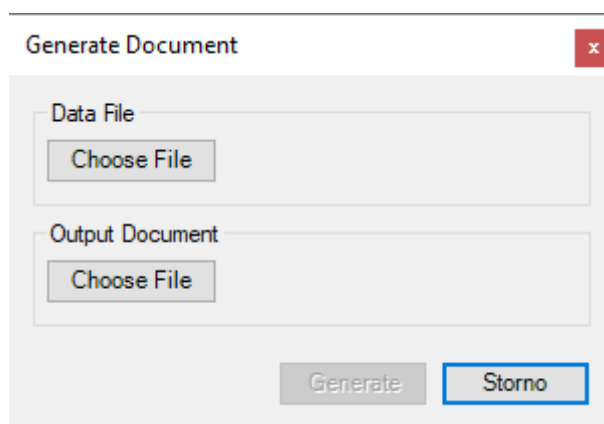 Generate Document
x
Data File
Choose File
Output Document
Choose File
Generate Storno